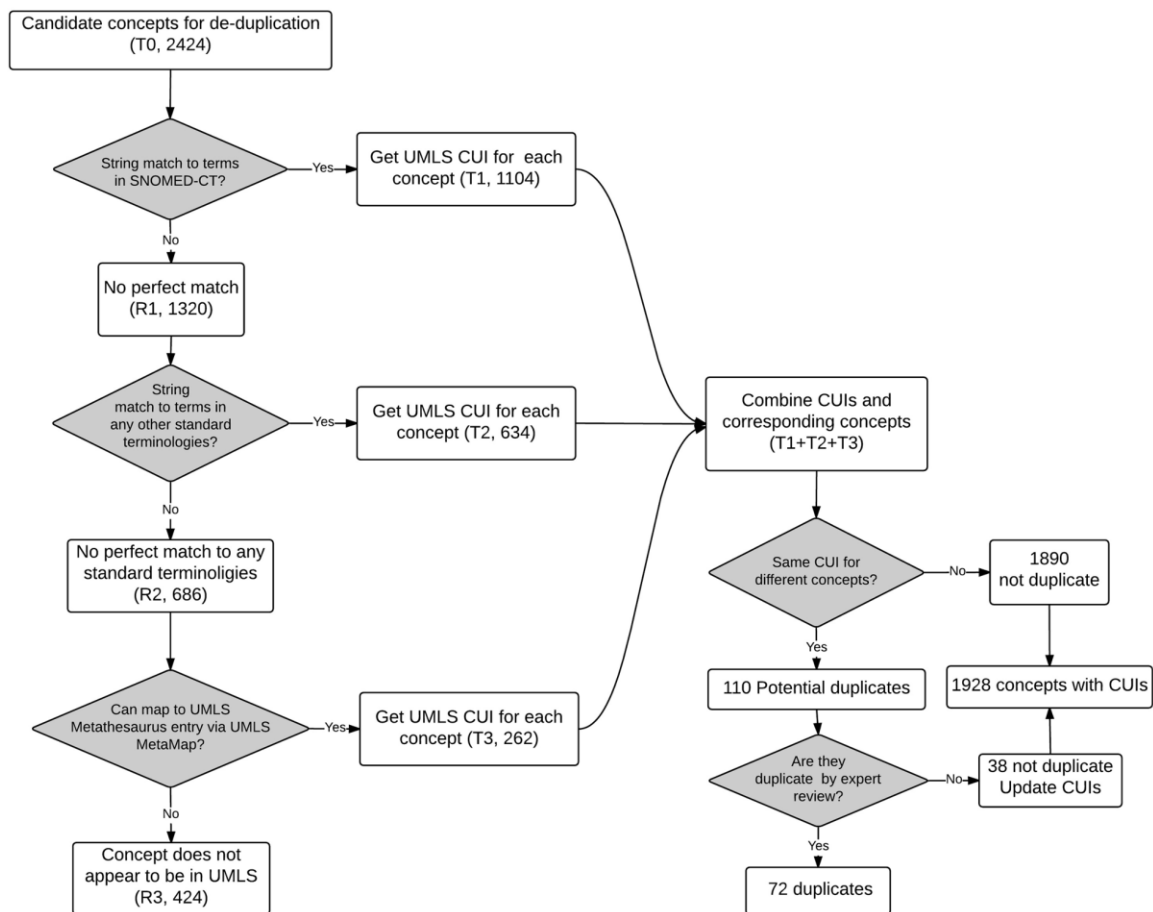 Candidate concepts for de-duplication
(T0, 2424)
String match to terms
in SNOMED-CT?
Yes
Get UMLS CUI for each
concept (T1, 1104)
No
No perfect match
(R1, 1320)
String
match to terms in
any other standard
terminologies?
Yes
Get UMLS CUI for each
concept (T2, 634)
No
No perfect match to any
standard terminoligies
(R2, 686)
Can map to UMLS
Metathesaurus entry via UMLS
MetaMap?
Yes
Get UMLS CUI for each
concept (T3, 262)
No
Concept does not
appear to be in UMLS
(R3, 424)
Combine CUIs and
corresponding concepts
(T1+T2+T3)
Same CUI for
different concepts?
No
1890
not duplicate
Yes
110 Potential duplicates
1928 concepts with CUIs
Are they
duplicate by expert
review?
No
38 not duplicate
Update CUIs
Yes
72 duplicates